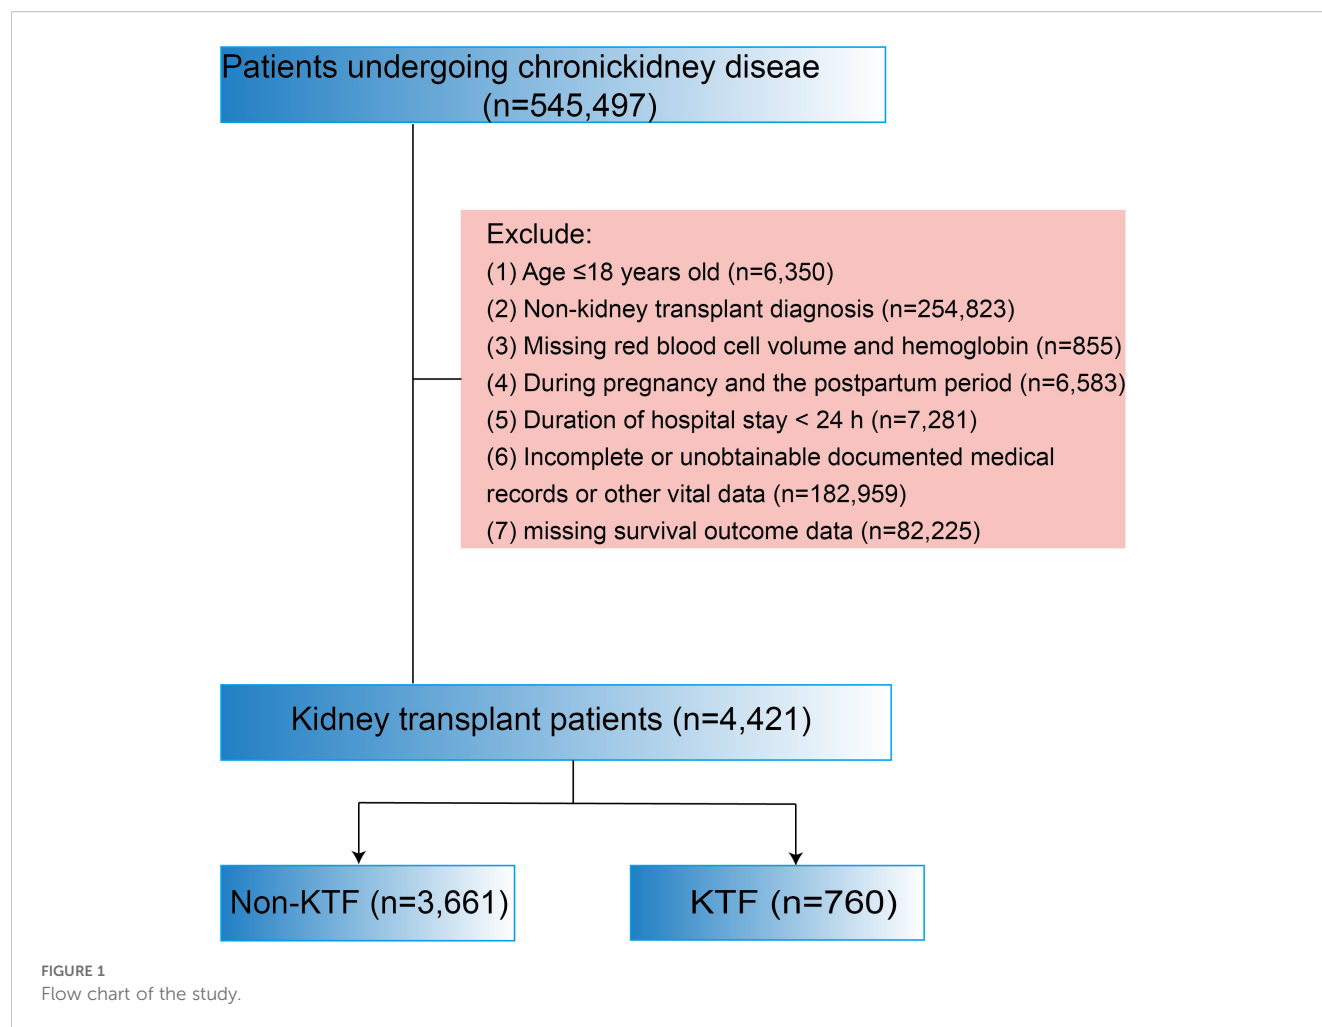 Patients undergoing chronickidney diseae
(n=545,497)
Exclude:
(1) Age ≤18 years old (n=6,350)
(2) Non-kidney transplant diagnosis (n=254,823)
(3) Missing red blood cell volume and hemoglobin (n=855)
(4) During pregnancy and the postpartum period (n=6,583)
(5) Duration of hospital stay < 24 h (n=7,281)
(6) Incomplete or unobtainable documented medical
records or other vital data (n=182,959)
(7) missing survival outcome data (n=82,225)
Kidney transplant patients (n=4,421)
Non-KTF (n=3,661)
KTF (n=760)
FIGURE 1
Flow chart of the study.